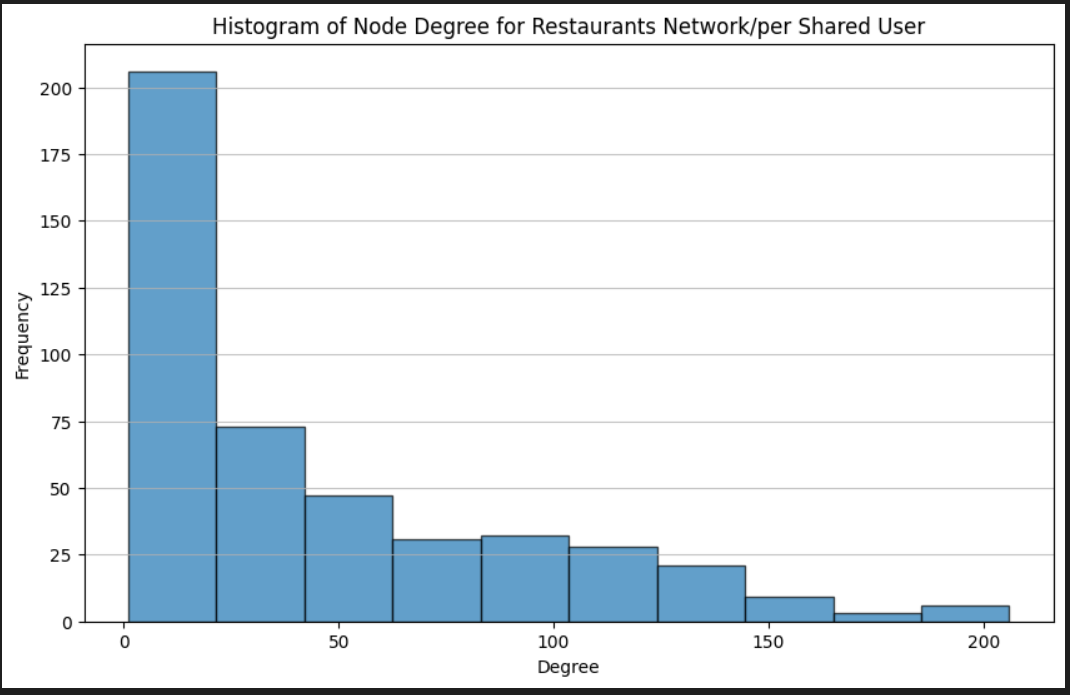 Histogram of Node Degree for Restaurants Network/per Shared User
200
175
150
125
100
75
50
25
0
Frequency
0 50 100 150 200
Degree